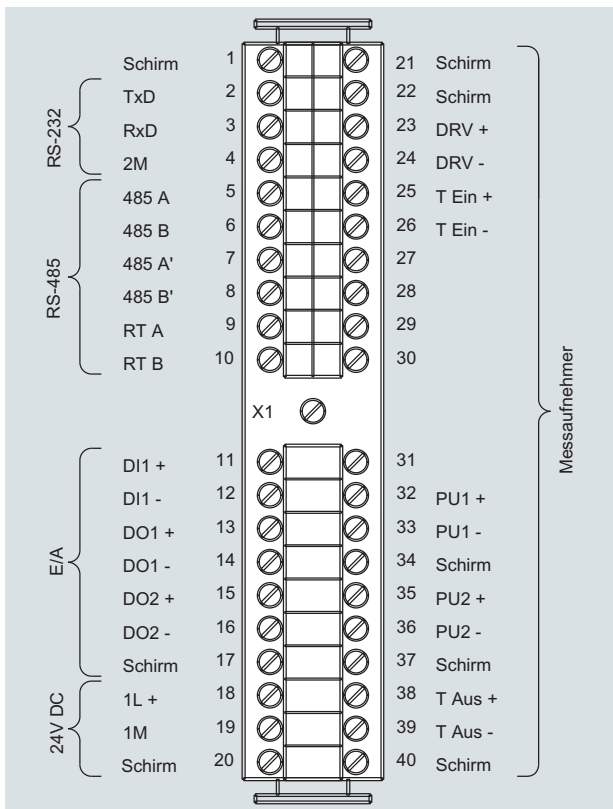 Schirm 1 21 Schirm
TxD 2 22 Schirm
RxD 3 23 DRV +
2M 4 24 DRV -
RS-232
485 A 5 25 T Ein +
485 B 6 26 T Ein -
485 A' 7 27
485 B' 8 28
RT A 9 29
RT B 10 30
RS-485
X1
DI1 + 11 31
DI1 - 12 32 PU1 +
DO1 + 13 33 PU1 -
DO1 - 14 34 Schirm
DO2 + 15 35 PU2 +
DO2 - 16 36 PU2 -
Schirm 17 37 Schirm
E/A
1L + 18 38 T Aus +
1M 19 39 T Aus -
Schirm 20 40 Schirm
24V DC
Messaufnehmer